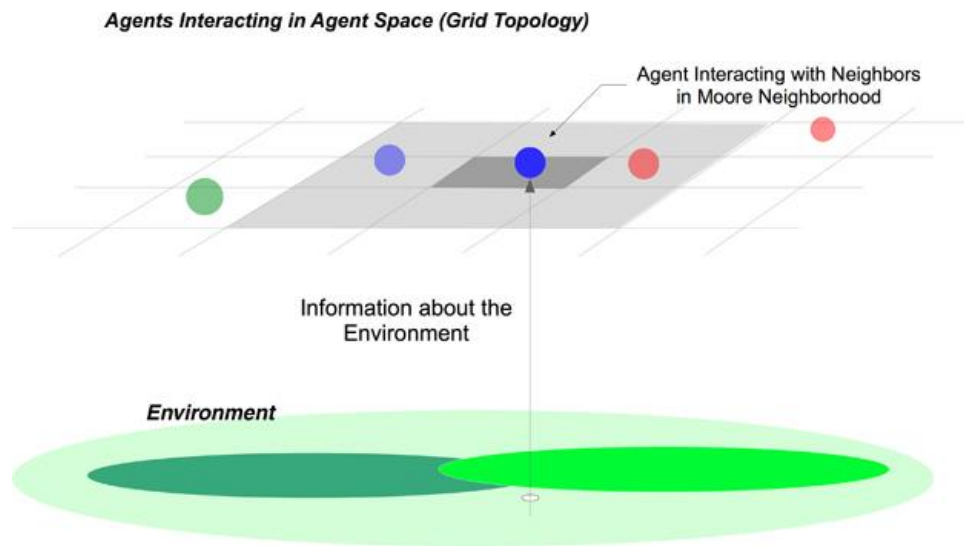 Agents Interacting in Agent Space (Grid Topology)
Agent Interacting with Neighbors
in Moore Neighborhood
Information about the
Environment
Environment